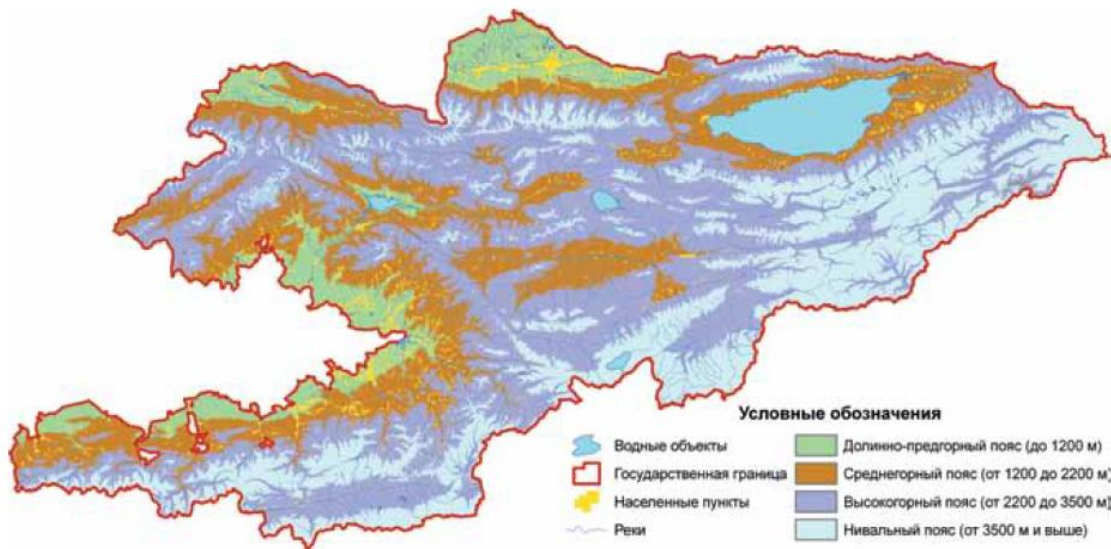 Условные обозначения
Водные объекты
Государственная граница
Населенные пункты
Реки
Долинно-предгорный пояс (до 1200 м)
Среднегорный пояс (от 1200 до 2200 м)
Высокогорный пояс (от 2200 до 3500 м)
Нивальный пояс (от 3500 м и выше)